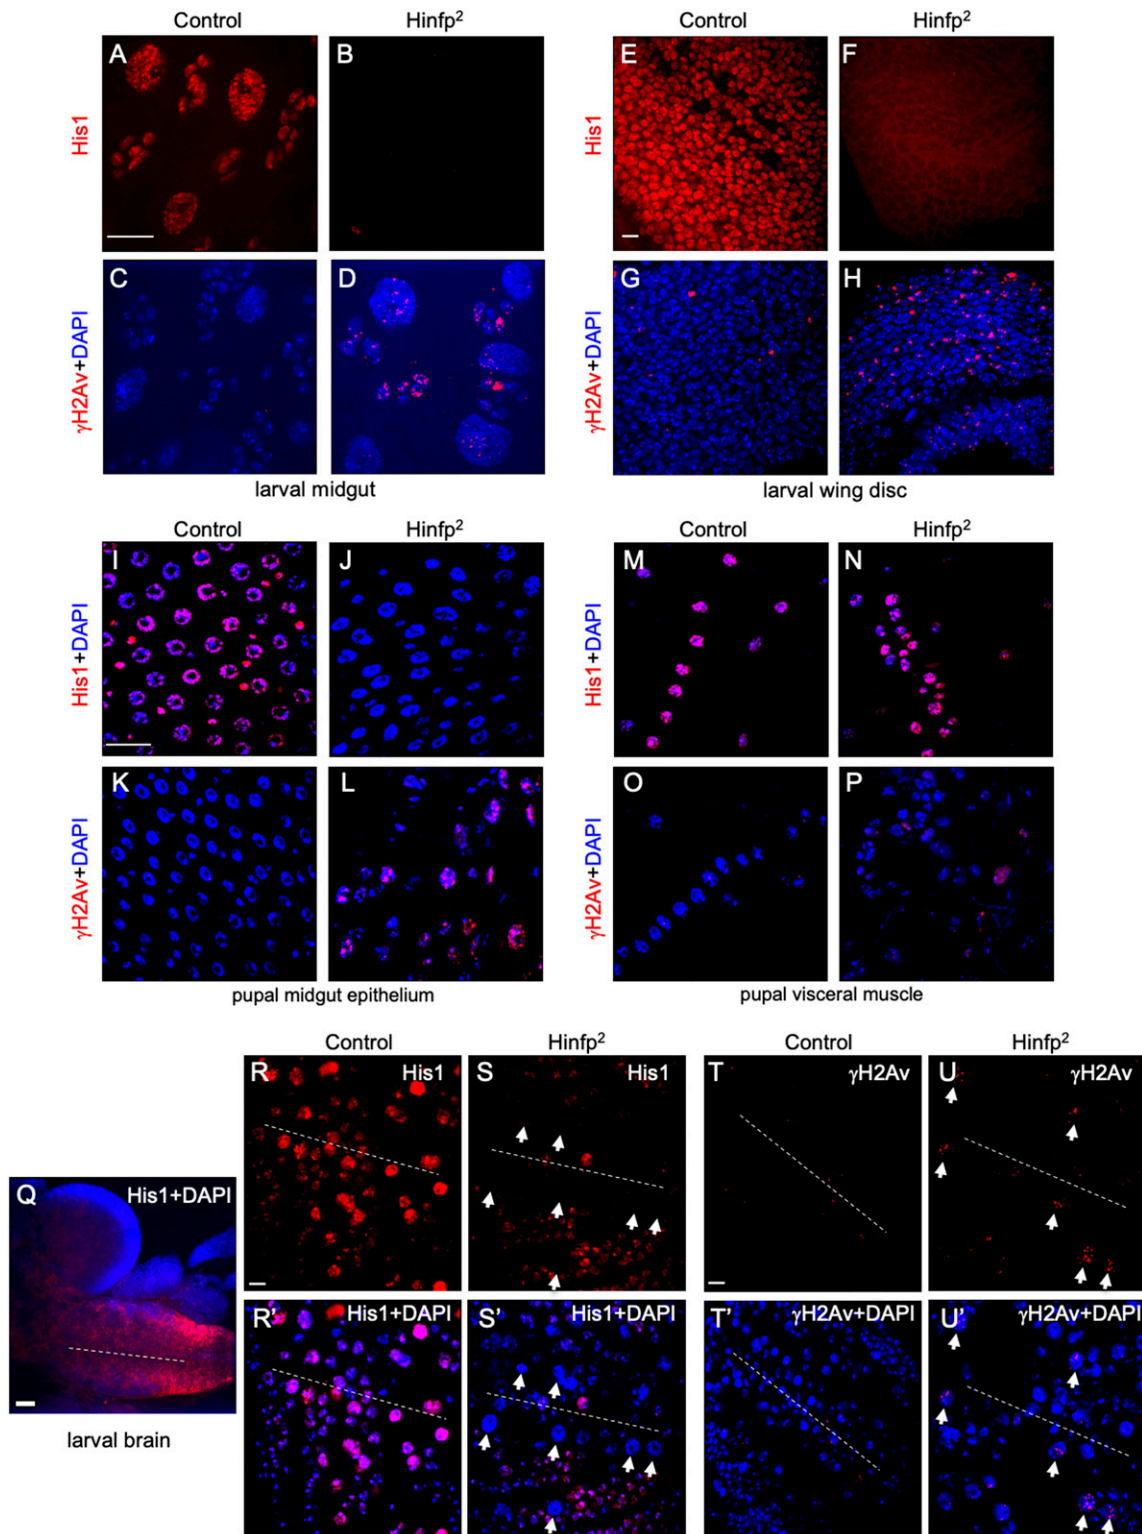 Control Hinfp² Control Hinfp²
His1 A B His1 E F
γH2Av+DAPI C D γH2Av+DAPI G H
larval midgut larval wing disc
Control Hinfp² Control Hinfp²
His1+DAPI I J His1+DAPI M N
γH2Av+DAPI K L γH2Av+DAPI O P
pupal midgut epithelium pupal visceral muscle
Control Hinfp² Control Hinfp²
R His1 S His1 T γH2Av U γH2Av
Q His1+DAPI
R' His1+DAPI S' His1+DAPI T' γH2Av+DAPI U' γH2Av+DAPI
larval brain